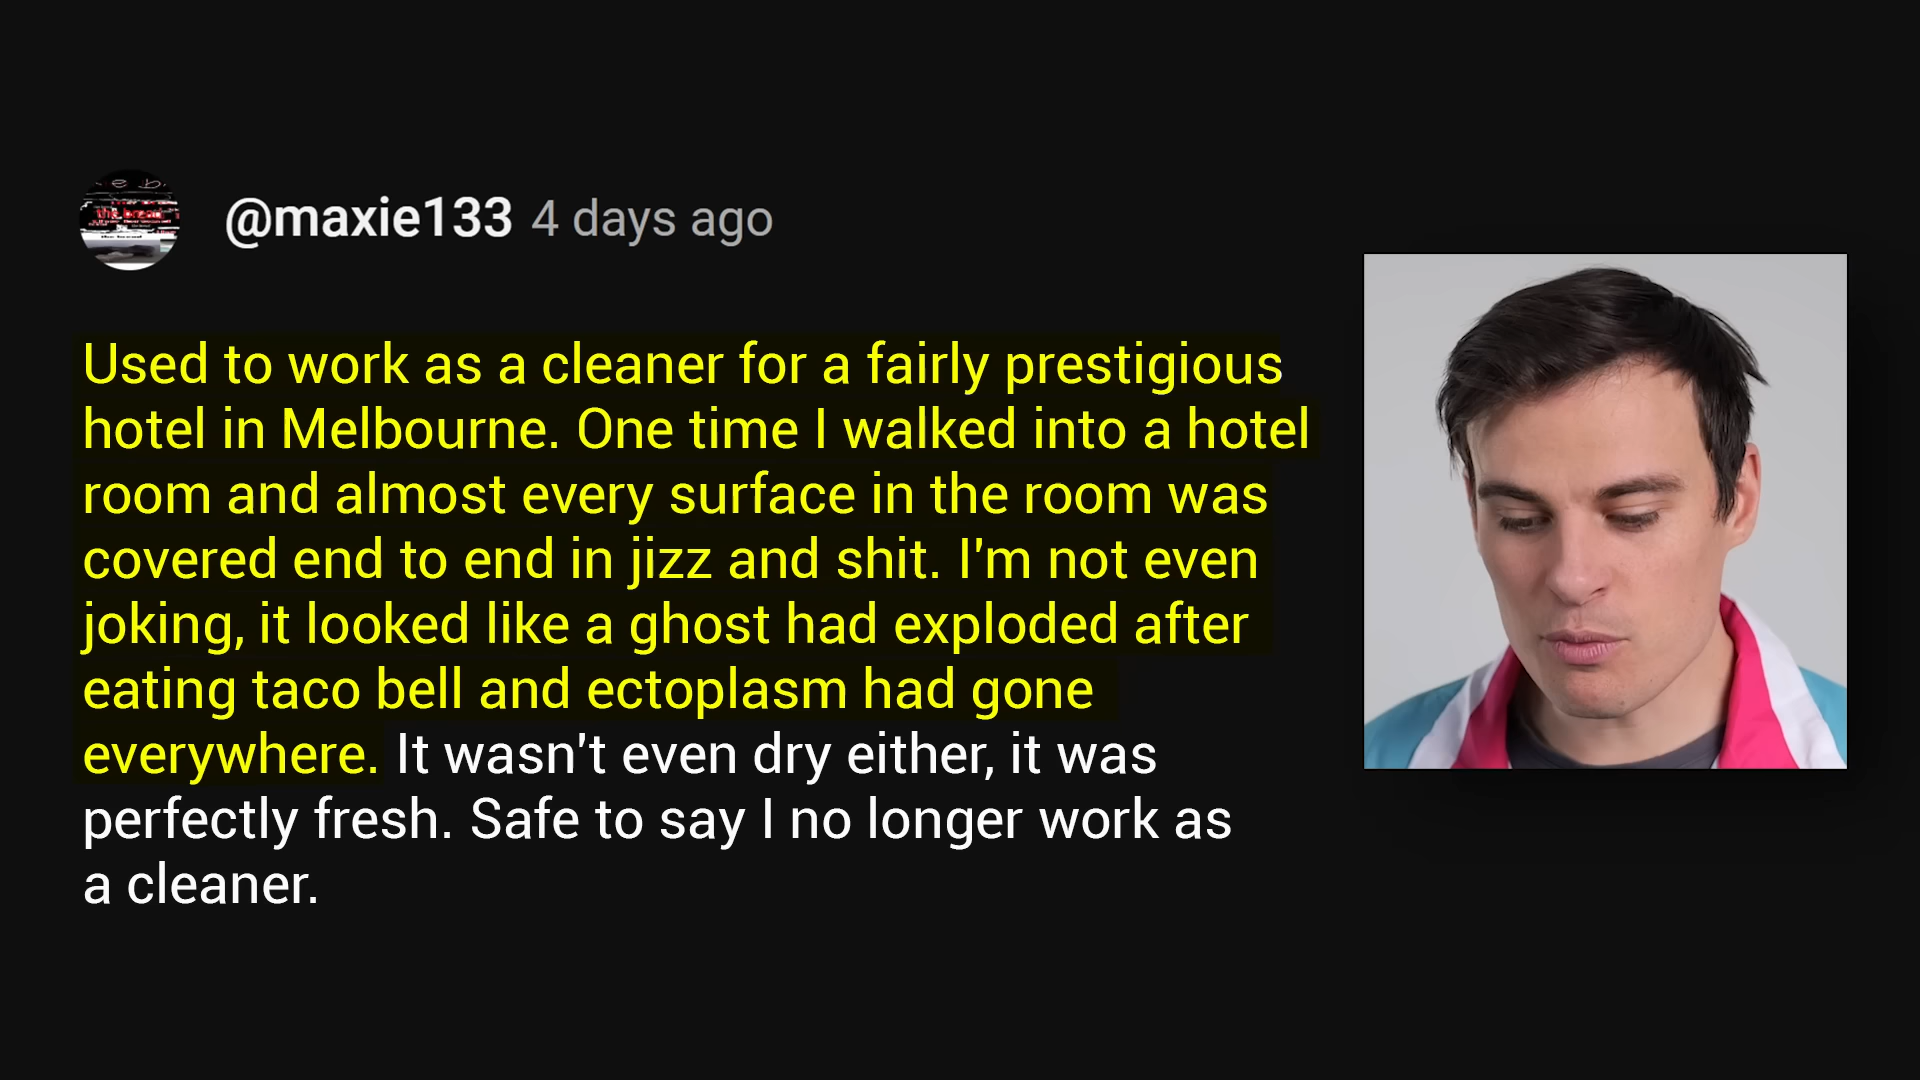 @maxie133 4 days ago
Used to work as a cleaner for a fairly prestigious
hotel in Melbourne. One time I walked into a hotel
room and almost every surface in the room was
covered end to end in jizz and shit. I'm not even
joking, it looked like a ghost had exploded after
eating taco bell and ectoplasm had gone
everywhere. It wasn't even dry either, it was
perfectly fresh. Safe to say I no longer work as
a cleaner.